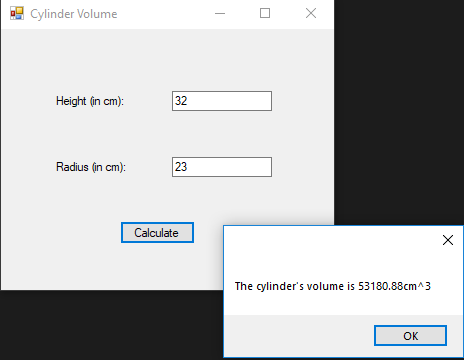 Cylinder Volume
Height (in cm):
32
Radius (in cm):
23
Calculate
The cylinder's volume is 53180.88cm^3
OK